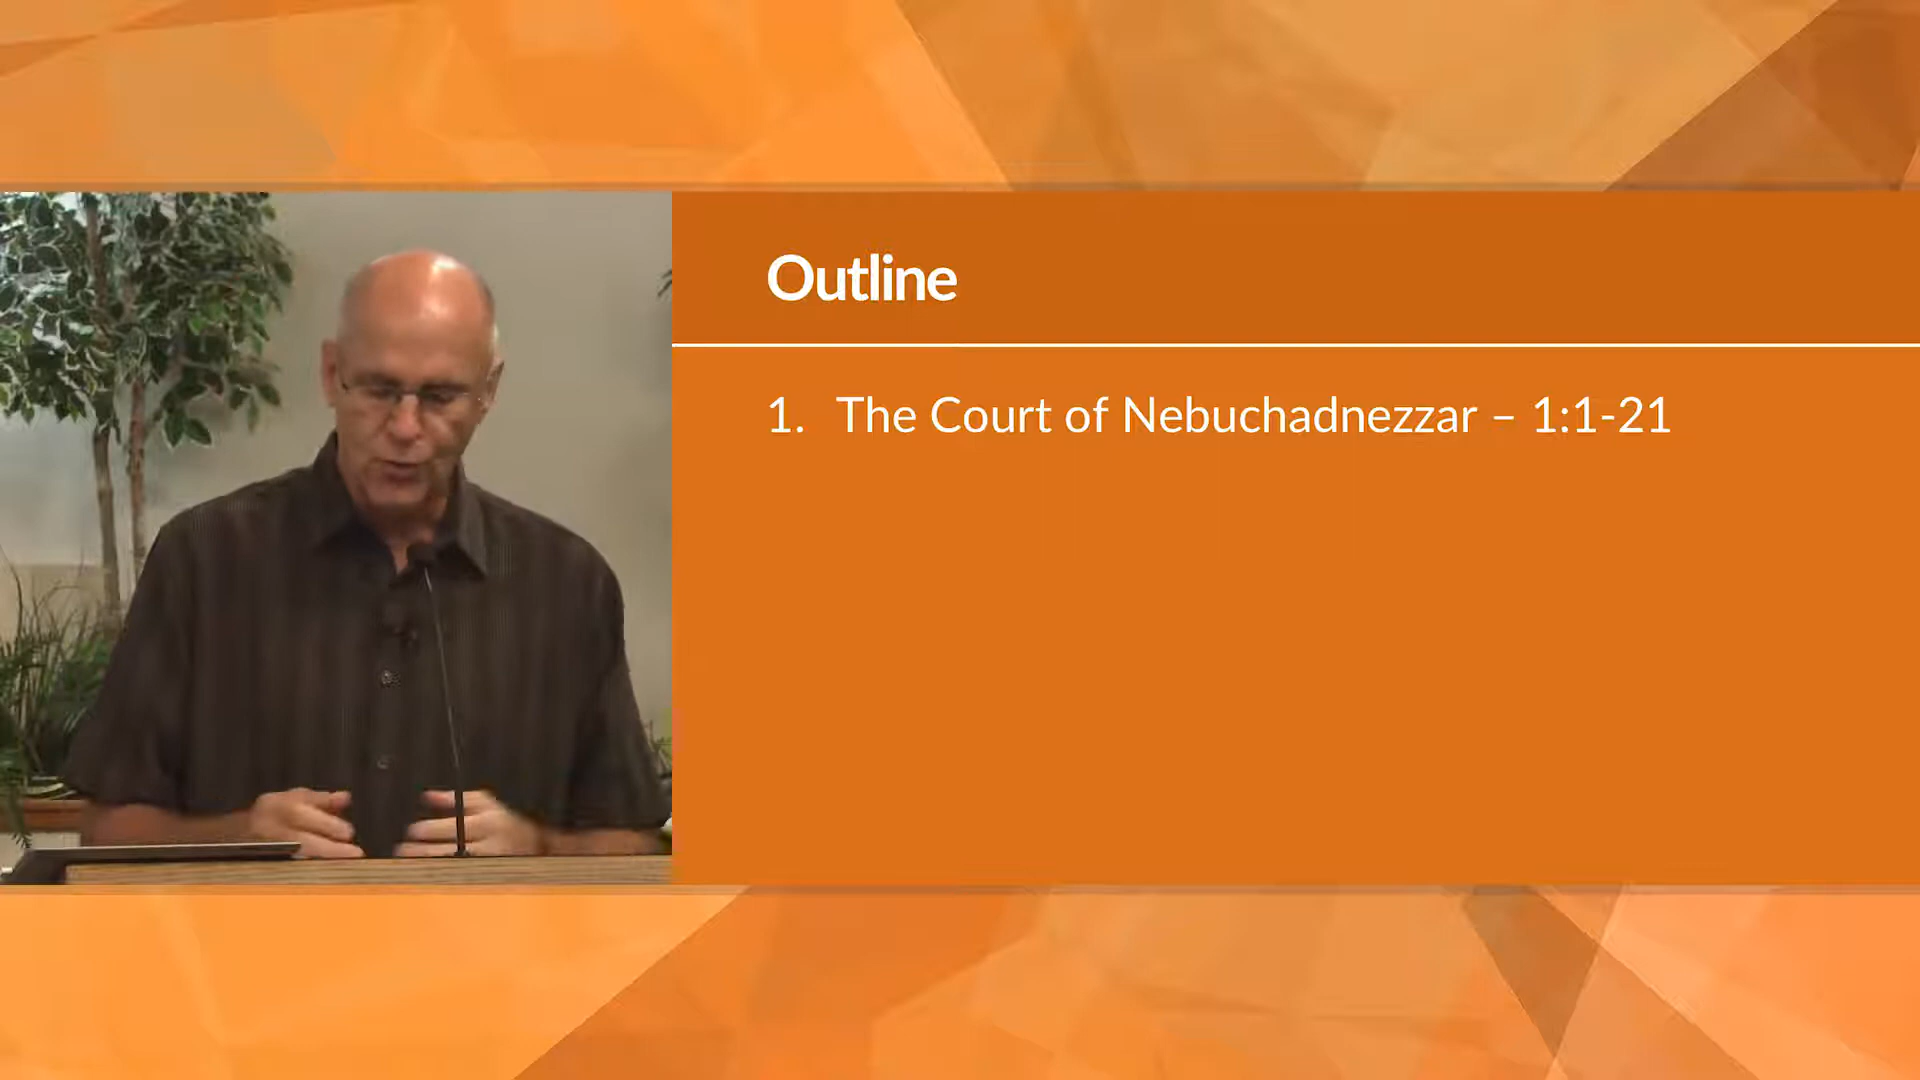 Outline
1. The Court of Nebuchadnezzar – 1:1-21